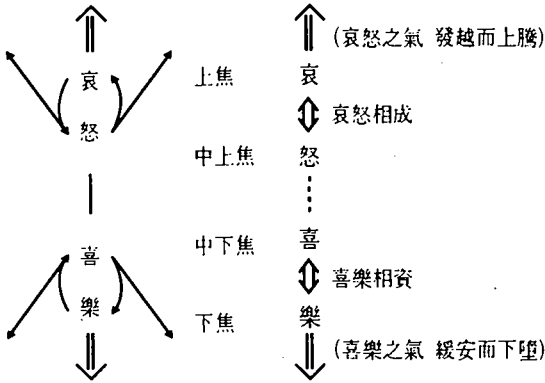 (哀怒之氣 發越而上騰)
哀 上焦 哀
哀怒相成
怒 中上焦 怒
喜 中下焦 喜
喜樂相資
樂 下焦 樂
(喜樂之氣 緩安而下墮)